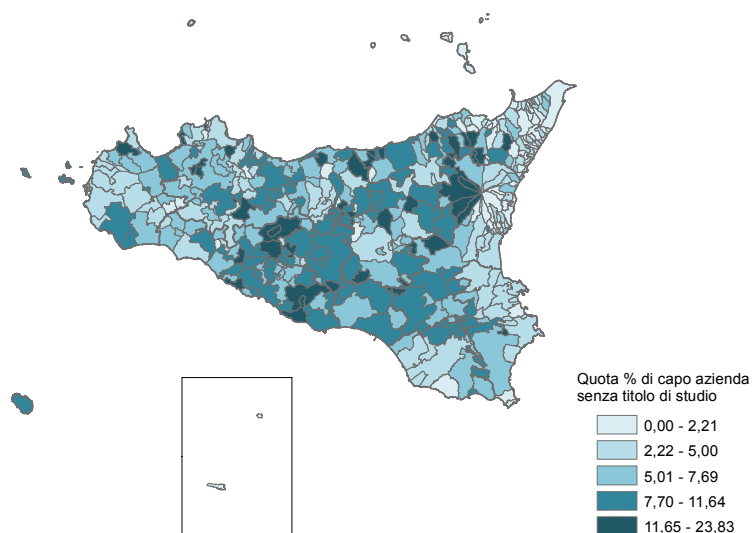 Quota % di capo azienda
senza titolo di studio
0,00 - 2,21
2,22 - 5,00
5,01 - 7,69
7,70 - 11,64
11,65 - 23,83